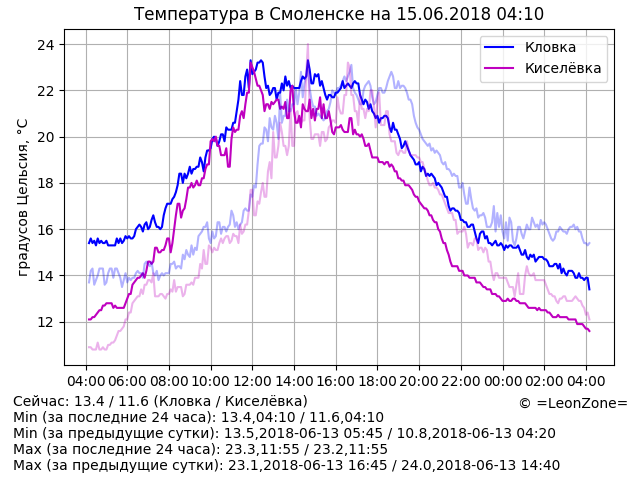 Температура в Смоленске на 15.06.2018 04:10
Кловка
Киселёвка
градусов Цельсия, °C
24
22
20
18
16
14
12
04:00 06:00 08:00 10:00 12:00 14:00 16:00 18:00 20:00 22:00 00:00 02:00 04:00
Сейчас: 13.4 / 11.6 (Кловка / Киселёвка)
© =LeonZone=
Min (за последние 24 часа): 13.4,04:10 / 11.6,04:10
Min (за предыдущие сутки): 13.5,2018-06-13 05:45 / 10.8,2018-06-13 04:20
Max (за последние 24 часа): 23.3,11:55 / 23.2,11:55
Max (за предыдущие сутки): 23.1,2018-06-13 16:45 / 24.0,2018-06-13 14:40